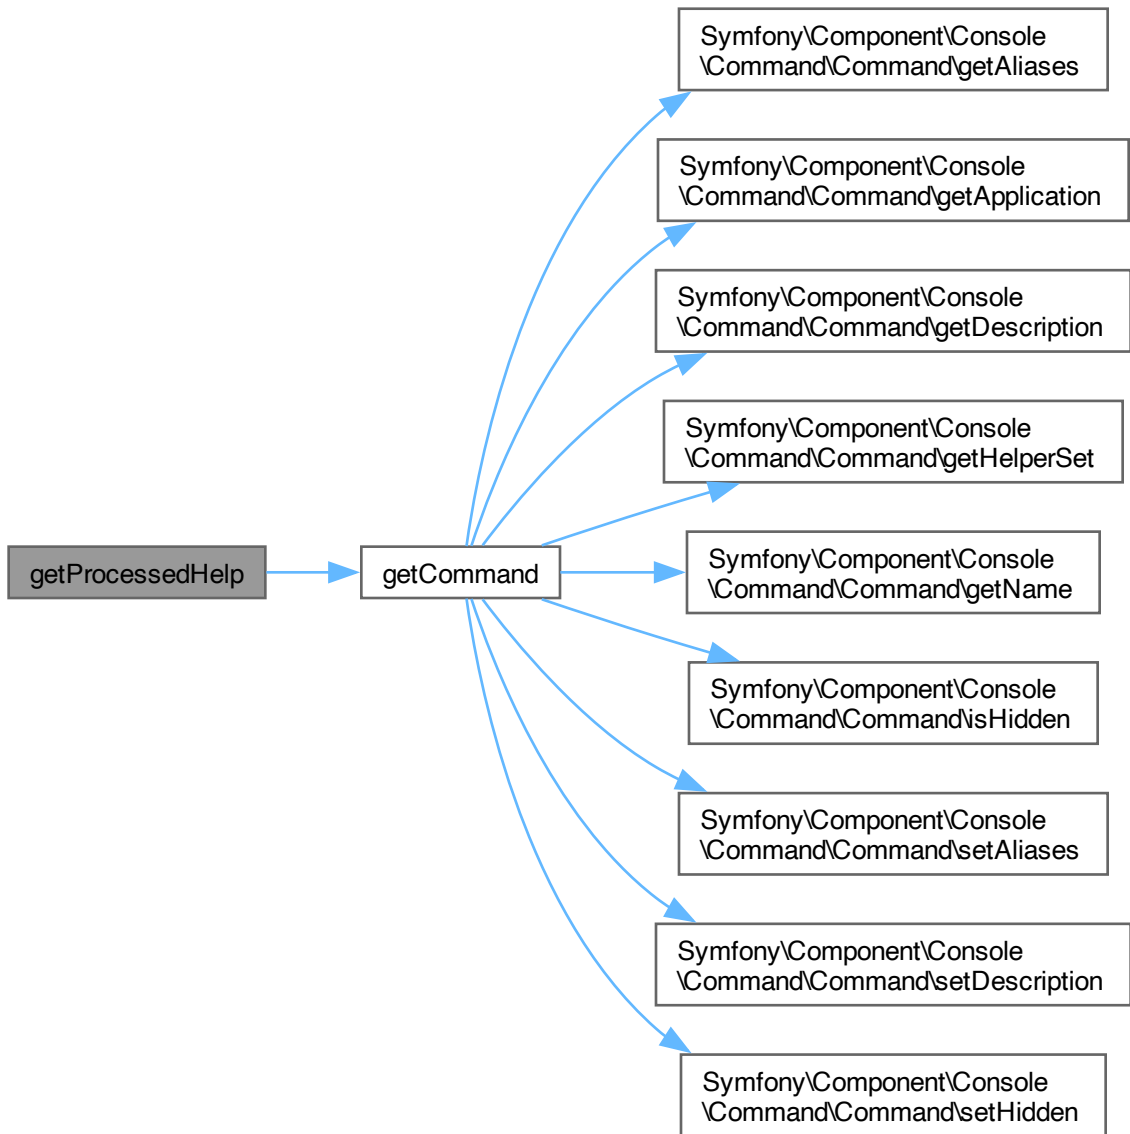 Symfony\Component\Console
\Command\Command\getAliases
Symfony\Component\Console
\Command\Command\getApplication
Symfony\Component\Console
\Command\Command\getDescription
Symfony\Component\Console
\Command\Command\getHelperSet
getProcessedHelp
getCommand
Symfony\Component\Console
\Command\Command\getName
Symfony\Component\Console
\Command\Command\isHidden
Symfony\Component\Console
\Command\Command\setAliases
Symfony\Component\Console
\Command\Command\setDescription
Symfony\Component\Console
\Command\Command\setHidden